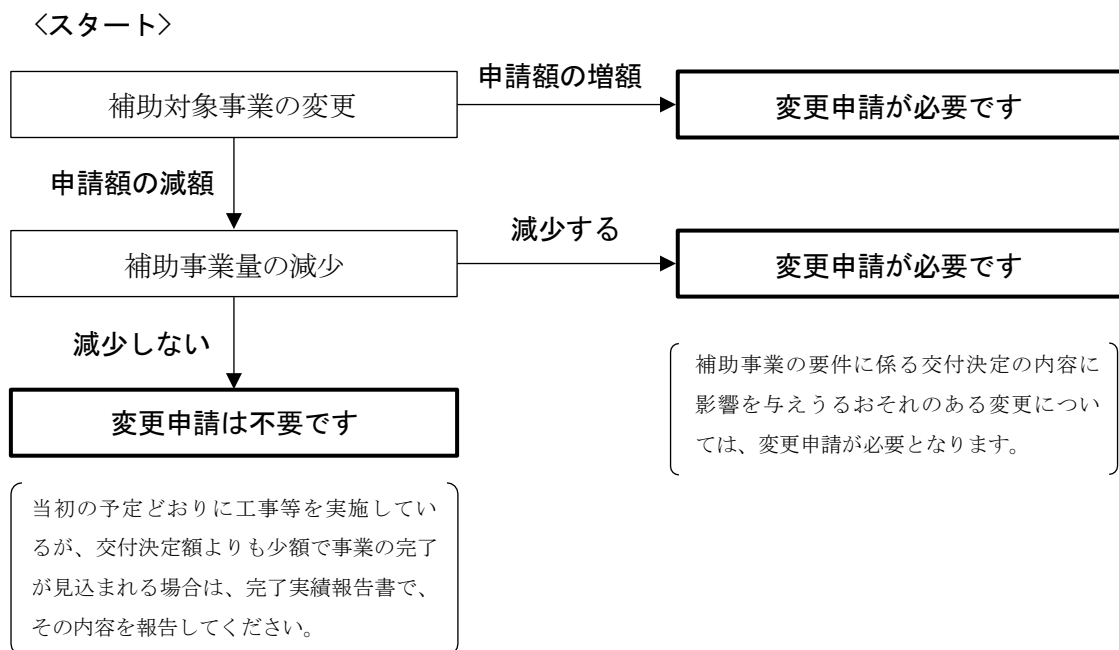 〈スタート〉
補助対象事業の変更
申請額の増額
変更申請が必要です
申請額の減額
補助事業量の減少
減少する
変更申請が必要です
減少しない
変更申請は不要です
補助事業の要件に係る交付決定の内容に
影響を与えうるおそれのある変更につい
ては、変更申請が必要となります。
当初の予定どおりに工事等を実施してい
るが、交付決定額よりも少額で事業の完了
が見込まれる場合は、完了実績報告書で、
その内容を報告してください。